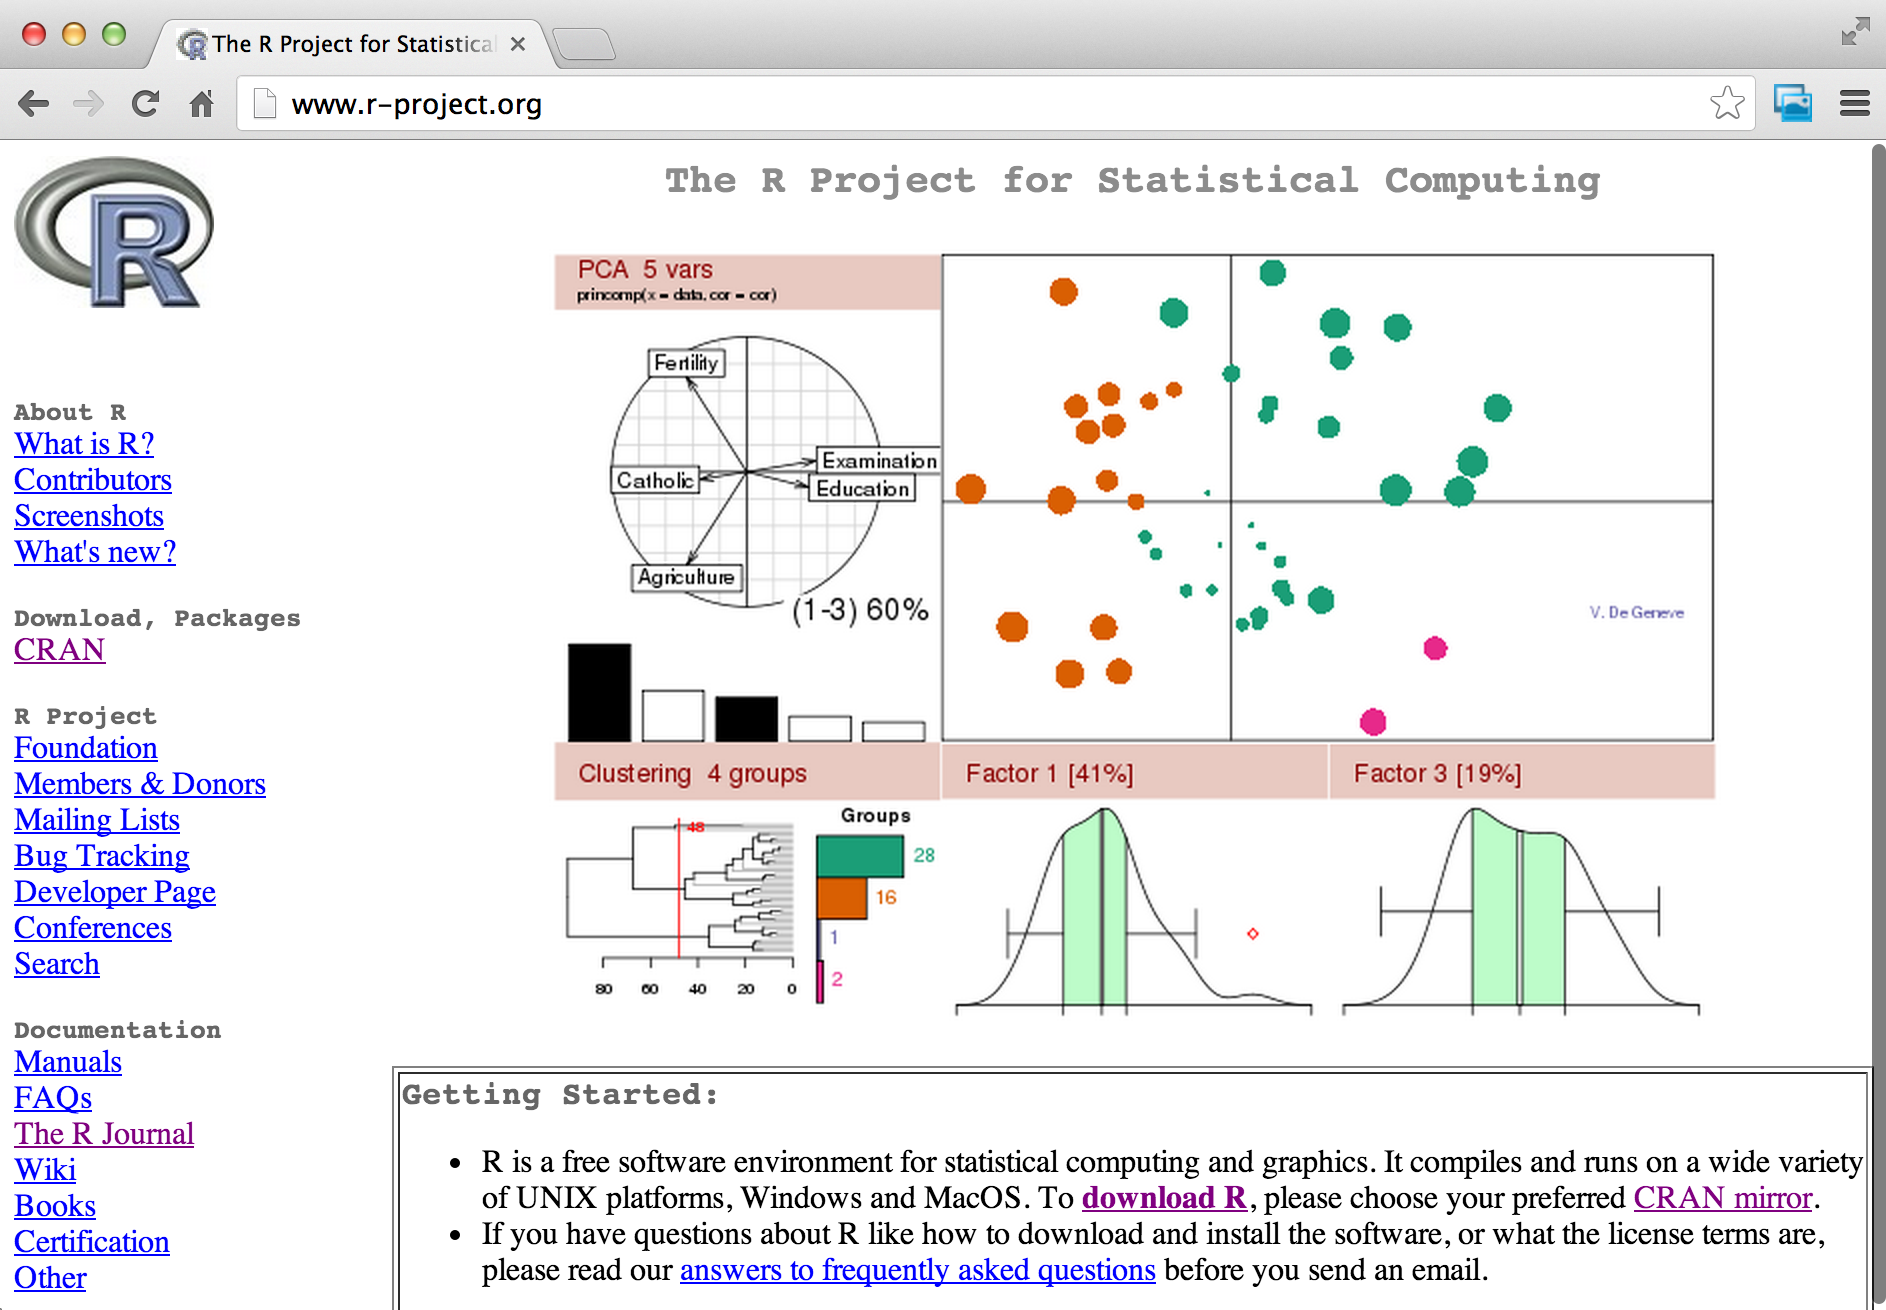 The R Project for Statistical
www.r-project.org
R
The R Project for Statistical Computing
About R
What is R?
Contributors
Screenshots
What's new?
Download, Packages
CRAN
R Project
Foundation
Members & Donors
Mailing Lists
Bug Tracking
Developer Page
Conferences
Search
Documentation
Manuals
FAQs
The R Journal
Wiki
Books
Certification
Other
PCA 5 vars
princomp(x = data, cor = cor)
Fertility
Catholic
Examination
Education
Agriculture
(1-3) 60%
V. De Geneve
Clustering 4 groups
Factor 1 [41%]
Factor 3 [19%]
48
80 60 40 20 0
Groups
28
16
1
2
Getting Started:
• R is a free software environment for statistical computing and graphics. It compiles and runs on a wide variety
of UNIX platforms, Windows and MacOS. To download R, please choose your preferred CRAN mirror.
• If you have questions about R like how to download and install the software, or what the license terms are,
please read our answers to frequently asked questions before you send an email.